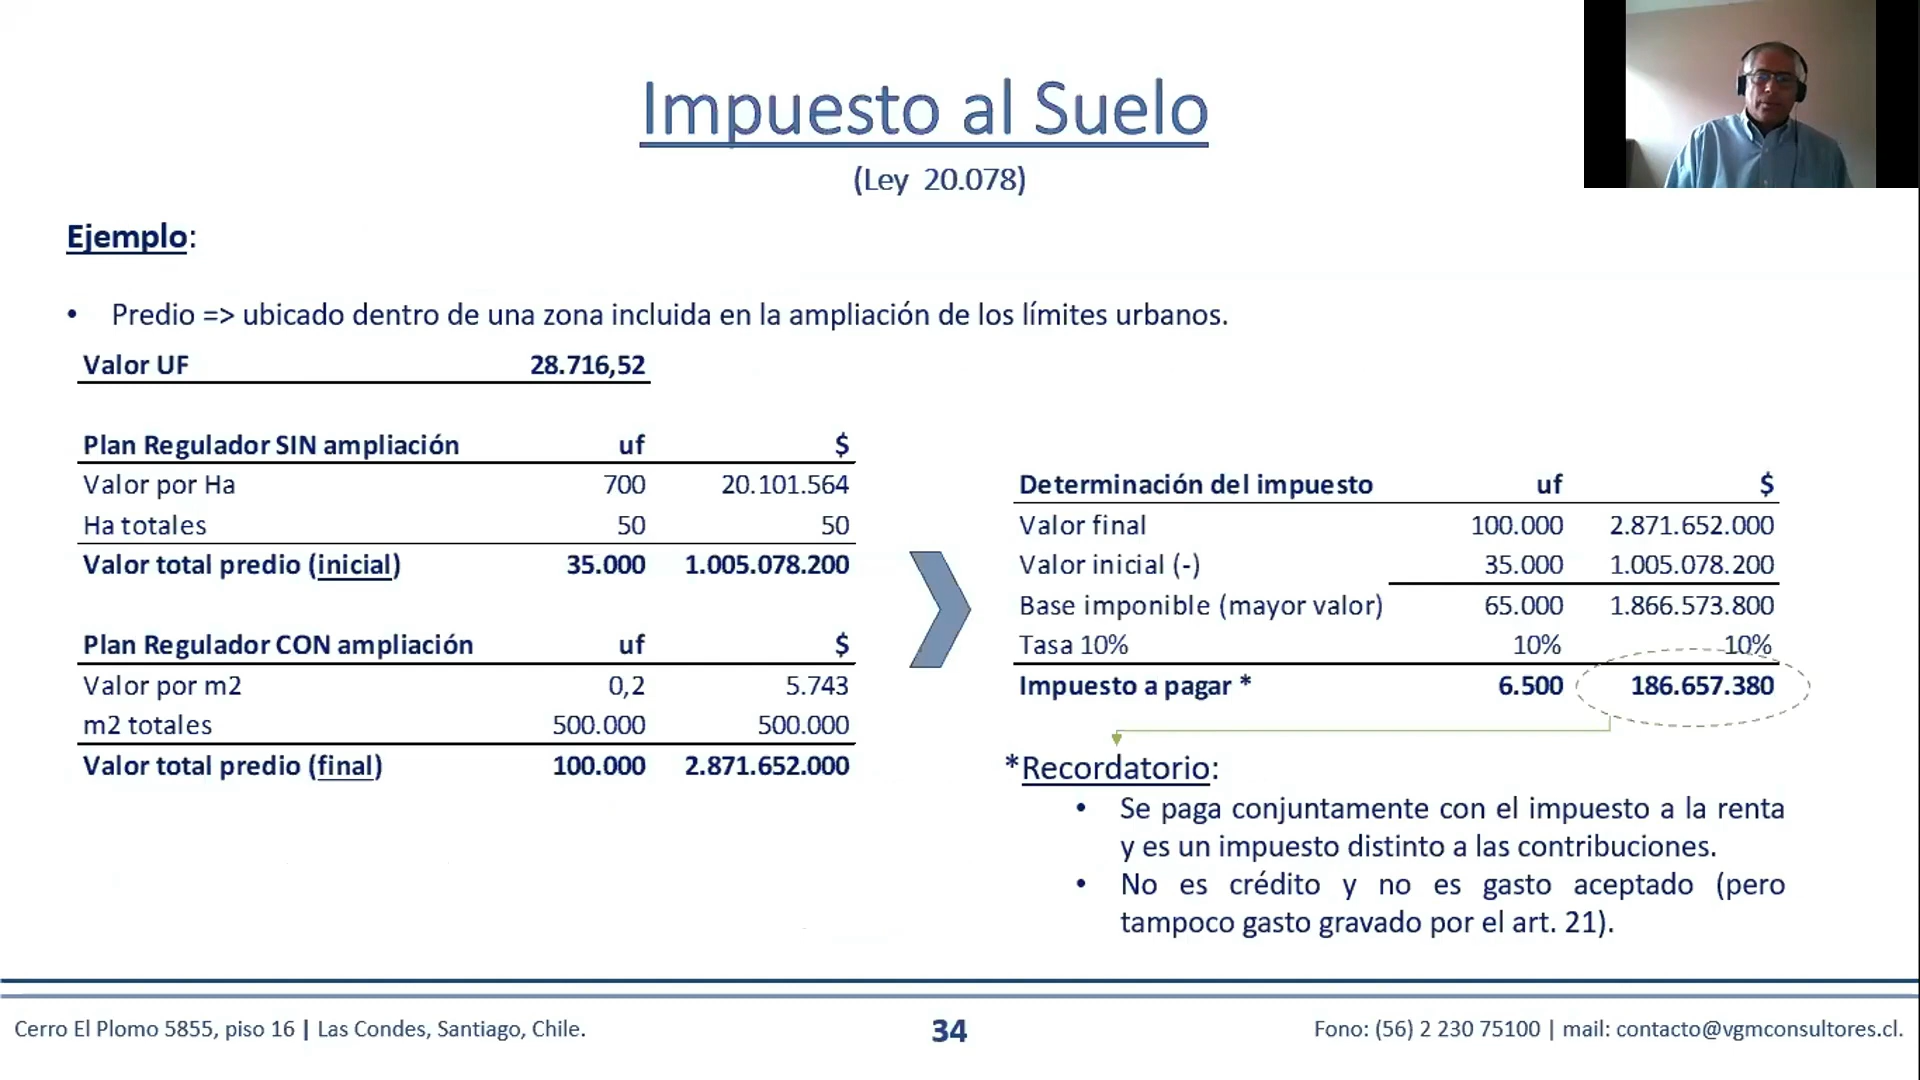 Impuesto al Suelo
(Ley 20.078)
Ejemplo:
• Predio => ubicado dentro de una zona incluida en la ampliación de los límites urbanos.
Valor UF 28.716,52
Plan Regulador SIN ampliación uf $
Valor por Ha 700 20.101.564
Ha totales 50 50
Valor total predio (inicial) 35.000 1.005.078.200
Plan Regulador CON ampliación uf $
Valor por m2 0,2 5.743
m2 totales 500.000 500.000
Valor total predio (final) 100.000 2.871.652.000
Determinación del impuesto uf $
Valor final 100.000 2.871.652.000
Valor inicial (-) 35.000 1.005.078.200
Base imponible (mayor valor) 65.000 1.866.573.800
Tasa 10% 10% 10%
Impuesto a pagar * 6.500 186.657.380
*Recordatorio:
• Se paga conjuntamente con el impuesto a la renta
y es un impuesto distinto a las contribuciones.
• No es crédito y no es gasto aceptado (pero
tampoco gasto gravado por el art. 21).
Cerro El Plomo 5855, piso 16 | Las Condes, Santiago, Chile.
34
Fono: (56) 2 230 75100 | mail: contacto@vgmconsultores.cl.